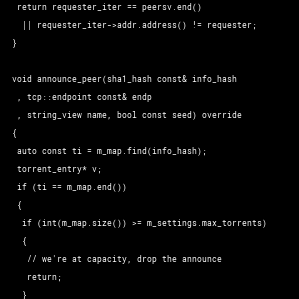 return requester_iter == peersv.end()
|| requester_iter->addr.address() != requester;
}
void announce_peer(sha1_hash const& info_hash
, tcp::endpoint const& endp
, string_view name, bool const seed) override
{
auto const ti = m_map.find(info_hash);
torrent_entry* v;
if (ti == m_map.end())
{
if (int(m_map.size()) >= m_settings.max_torrents)
{
// we're at capacity, drop the announce
return;
}